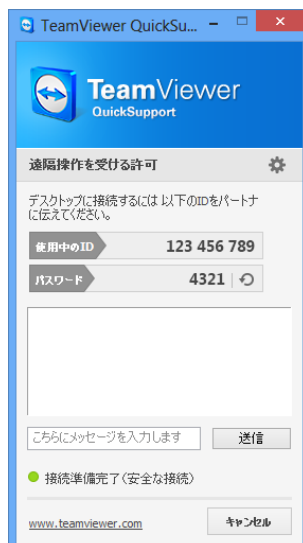 TeamViewer QuickSu...
TeamViewer
QuickSupport
遠隔操作を受ける許可
デスクトップに接続するには 以下のIDをパートナ
に伝えてください。
使用中のID 123 456 789
パスワード 4321
こちらにメッセージを入力します 送信
接続準備完了(安全な接続)
www.teamviewer.com キャンセル